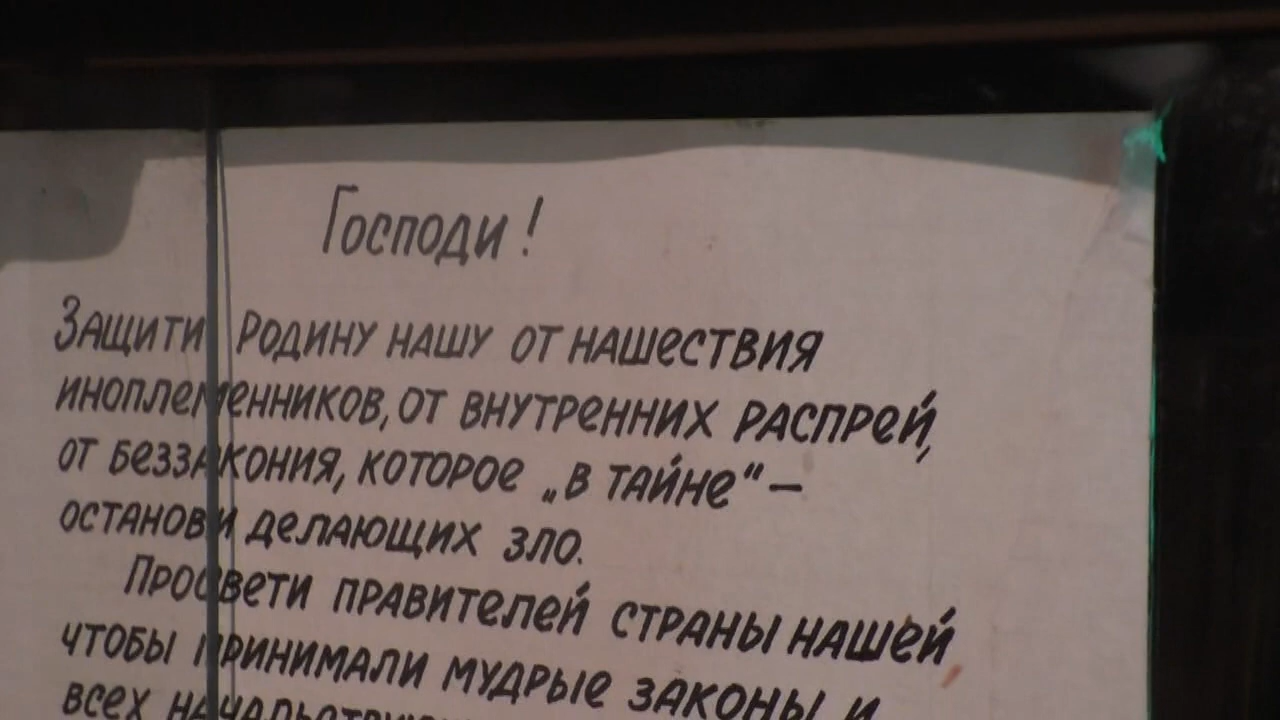 Господи!
Защити Родину нашу от нашествия
иноплеменников, от внутренних распрей,
от беззакония, которое „в тайне“ –
останови делающих зло.
Просвети правителей страны нашей
чтобы принимали мудрые законы и
всех